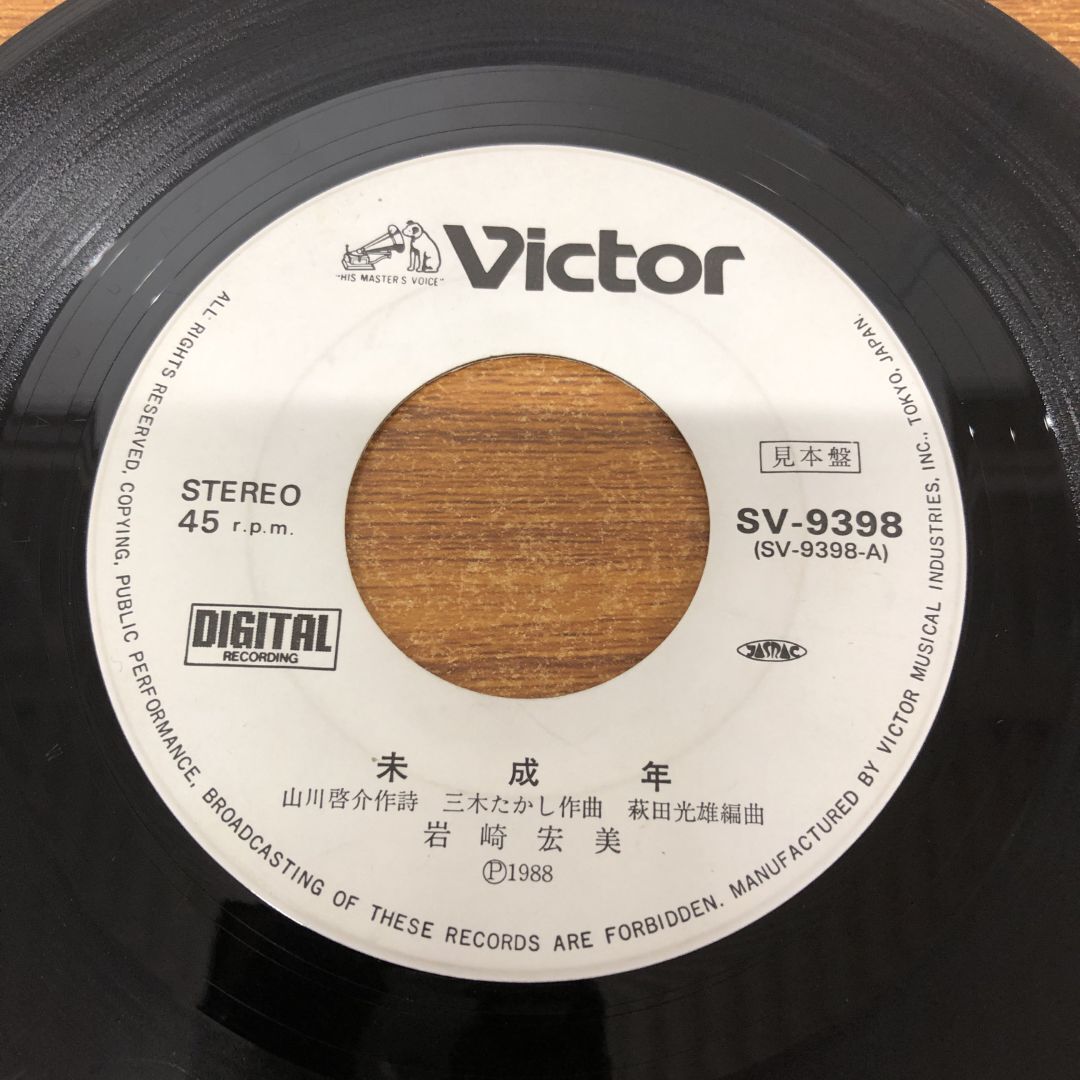 Victor
"HIS MASTER'S VOICE"
見本盤
STEREO
45 r.p.m.
SV-9398
(SV-9398-A)
DIGITAL
RECORDING
JASRAC
未成年
山川啓介作詩 三木たかし作曲 萩田光雄編曲
岩崎宏美
Ⓟ1988
ALL RIGHTS RESERVED, COPYING, PUBLIC PERFORMANCE, BROADCASTING OF THESE RECORDS ARE FORBIDDEN. MANUFACTURED BY VICTOR MUSICAL INDUSTRIES, INC., TOKYO, JAPAN.